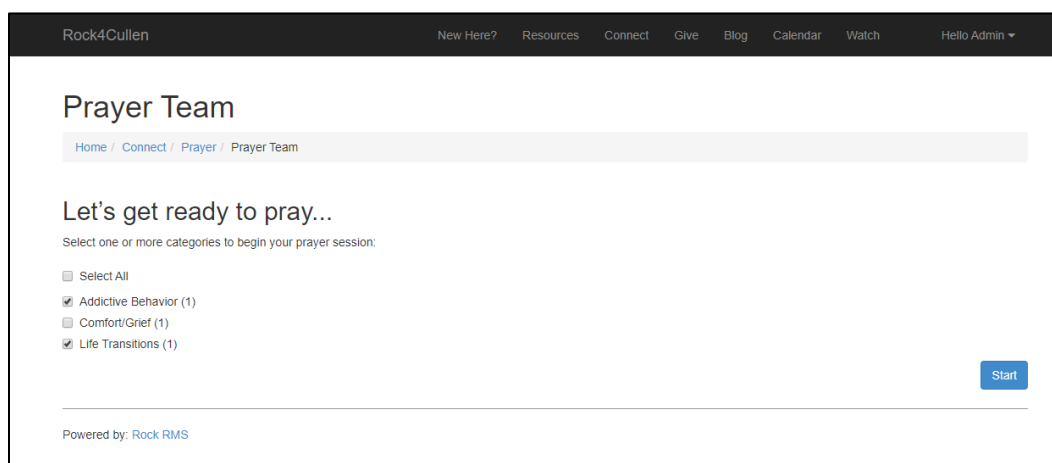 Rock4Cullen New Here? Resources Connect Give Blog Calendar Watch Hello Admin
Prayer Team
Home / Connect / Prayer / Prayer Team
Let’s get ready to pray...
Select one or more categories to begin your prayer session:
Select All
Addictive Behavior (1)
Comfort/Grief (1)
Life Transitions (1)
Start
Powered by: Rock RMS